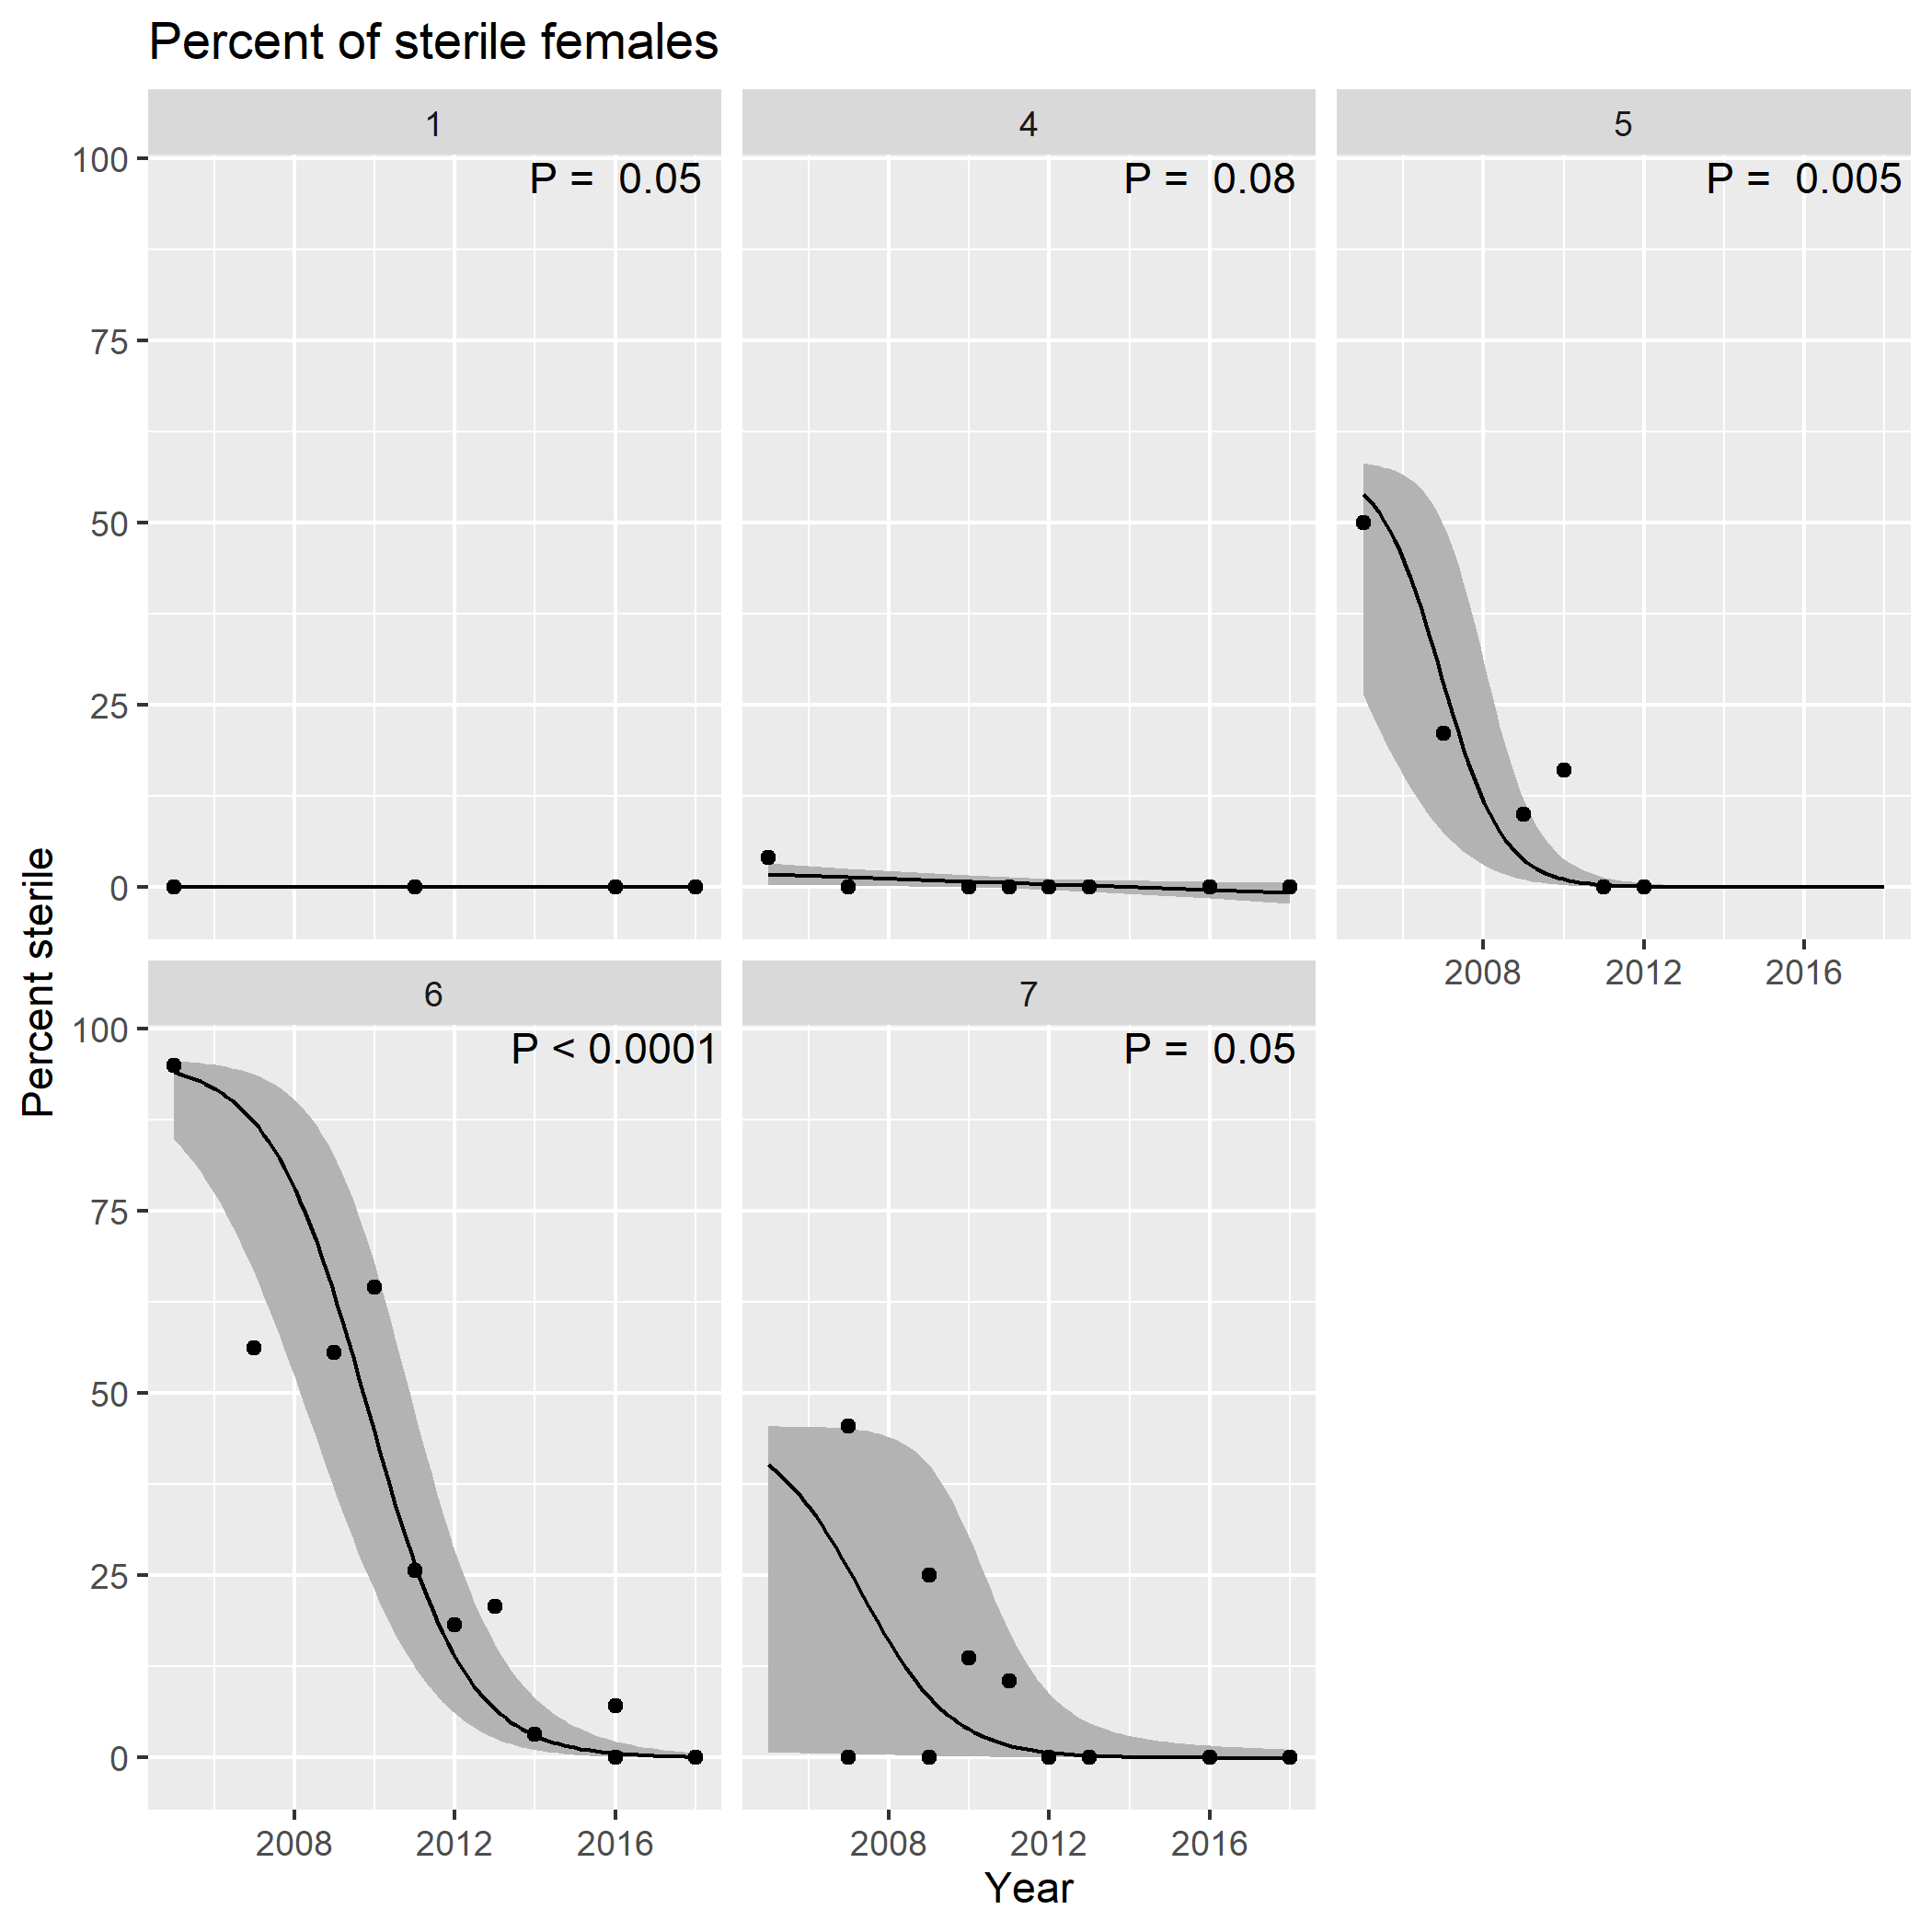 Percent of sterile females
1
4
5
P = 0.05
P = 0.08
P = 0.005
100
75
50
25
0
2008 2012 2016
Percent sterile
6
7
P < 0.0001
P = 0.05
100
75
50
25
0
2008 2012 2016
2008 2012 2016
Year